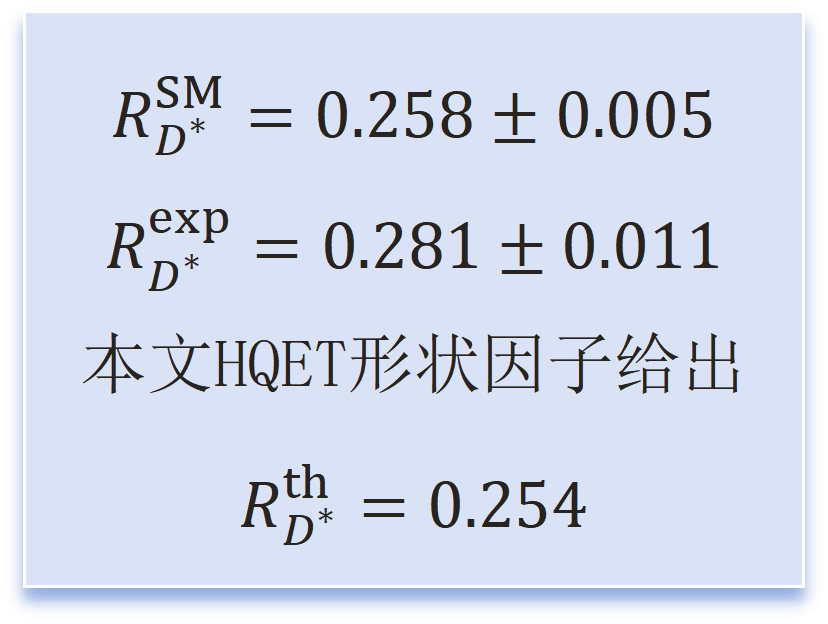 R_{D*}^{SM} = 0.258 ± 0.005
R_{D*}^{exp} = 0.281 ± 0.011
本文HQET形状因子给出
R_{D*}^{th} = 0.254